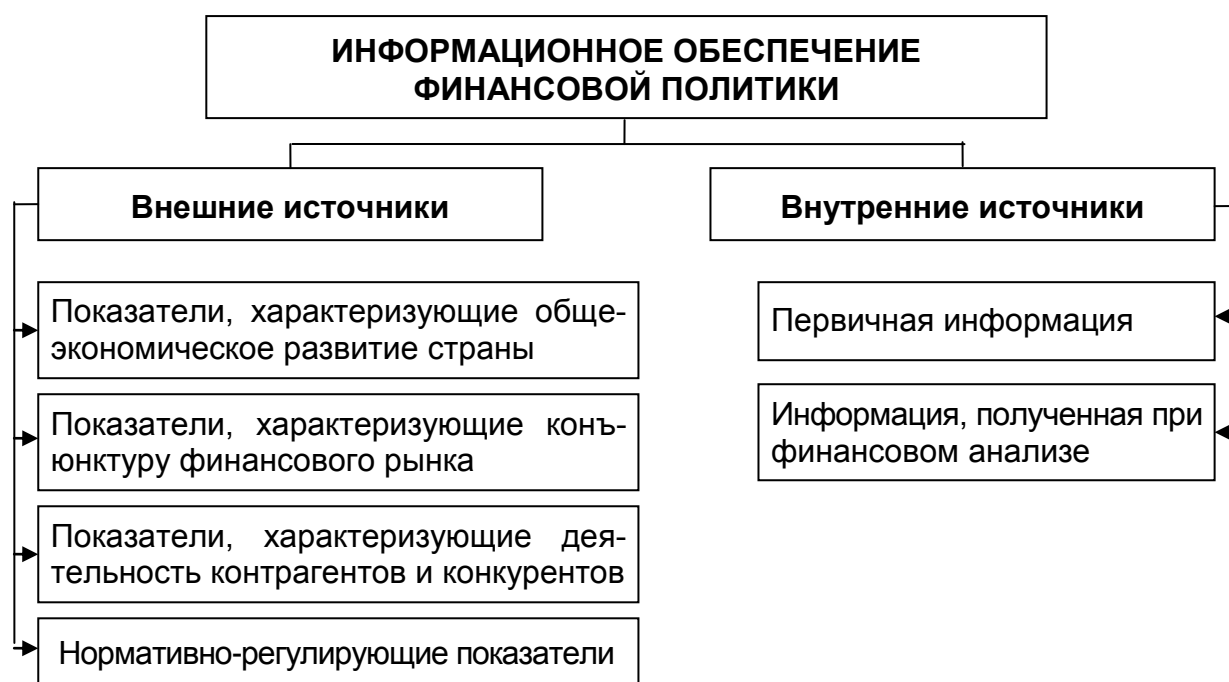 ИНФОРМАЦИОННОЕ ОБЕСПЕЧЕНИЕ
ФИНАНСОВОЙ ПОЛИТИКИ
Внешние источники
Внутренние источники
Показатели, характеризующие обще-
экономическое развитие страны
Показатели, характеризующие конъ-
юнктуру финансового рынка
Показатели, характеризующие дея-
тельность контрагентов и конкурентов
Нормативно-регулирующие показатели
Первичная информация
Информация, полученная при
финансовом анализе